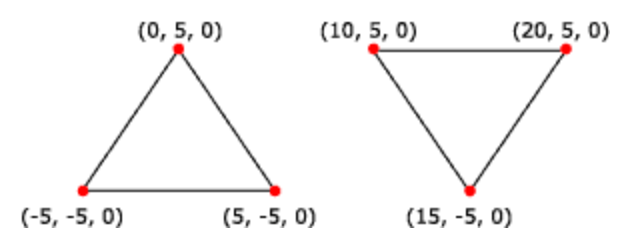 (0, 5, 0)
(10, 5, 0)
(20, 5, 0)
(-5, -5, 0)
(5, -5, 0)
(15, -5, 0)